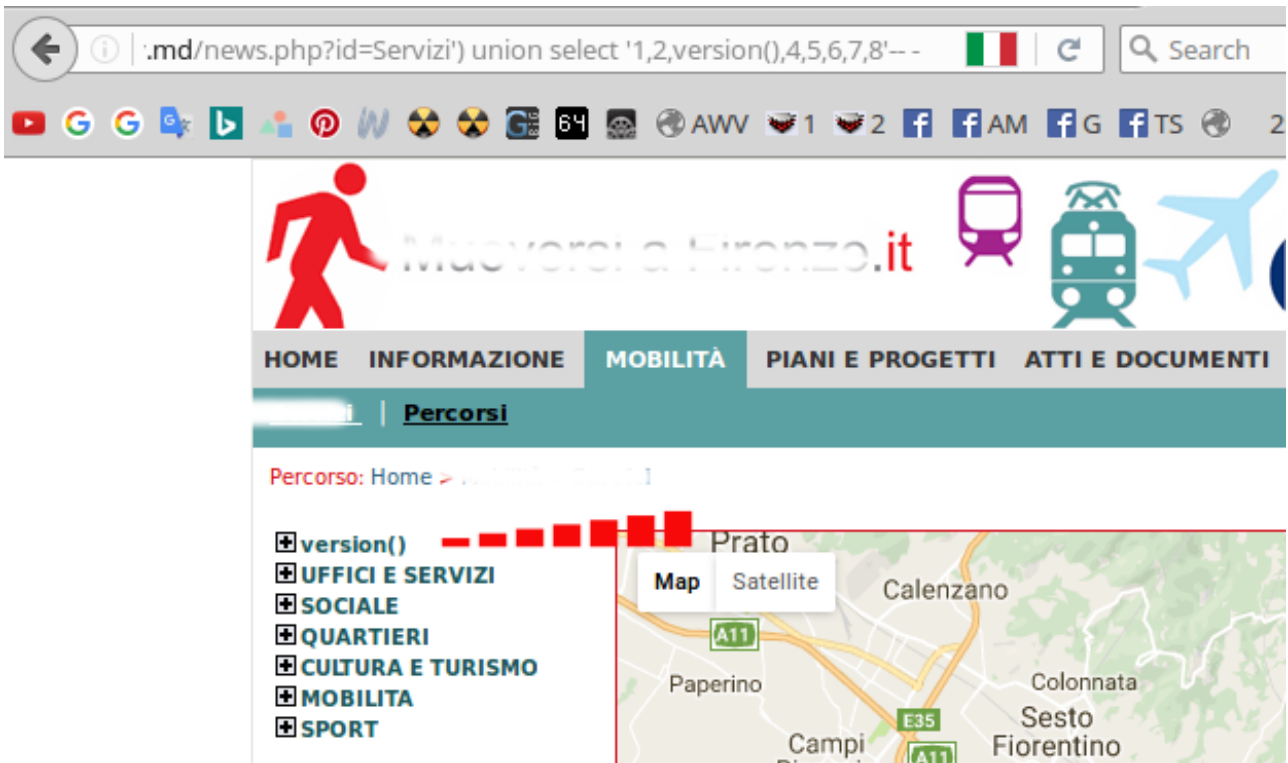 .md/news.php?id=Servizi') union select '1,2,version(),4,5,6,7,8'-- -
Search
64 AWV 1 2 AM G TS 2
.it
HOME INFORMAZIONE MOBILITÀ PIANI E PROGETTI ATTI E DOCUMENTI
Percorsi
Percorso: Home >
version()
UFFICI E SERVIZI
SOCIALE
QUARTIERI
CULTURA E TURISMO
MOBILITA
SPORT
Prato
Map Satellite
Calenzano
A11
Paperino
Colonnata
E35
Sesto
Fiorentino
Campi
A11